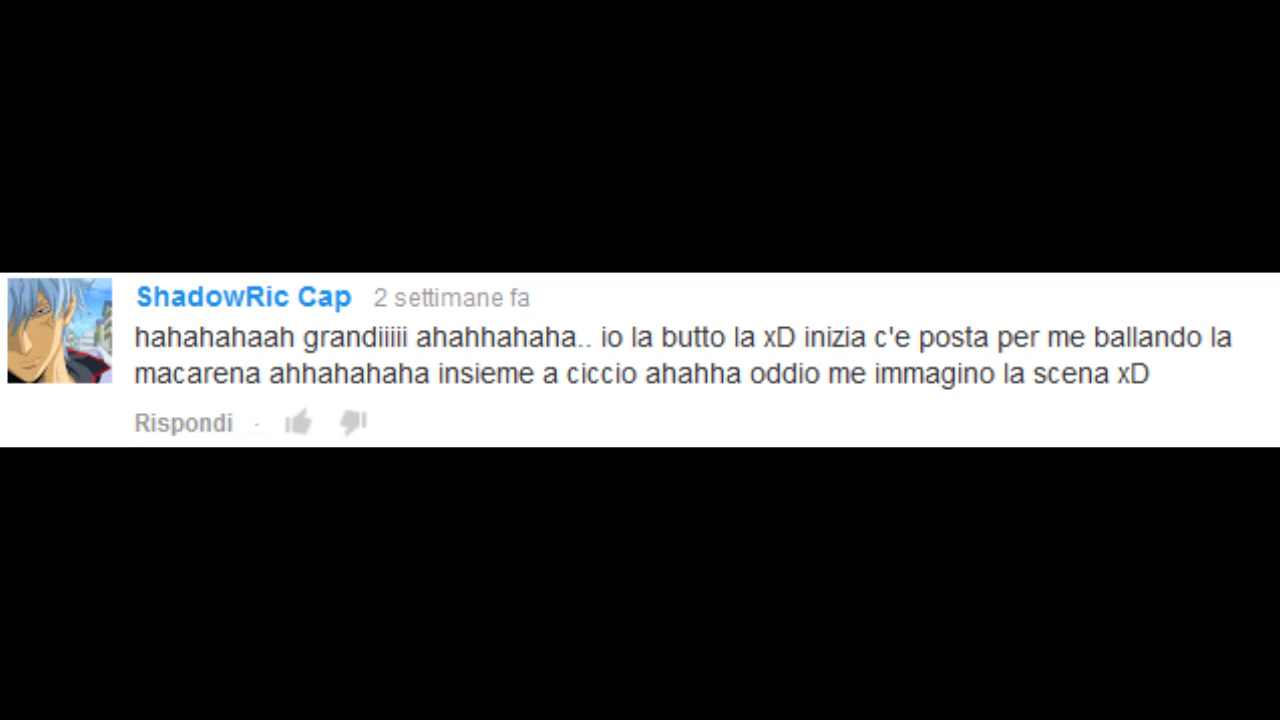 ShadowRic Cap 2 settimane fa
hahahahaah grandiiiii ahahhahaha.. io la butto la xD inizia c'e posta per me ballando la
macarena ahhahahaha insieme a ciccio ahahha oddio me immagino la scena xD
Rispondi ·